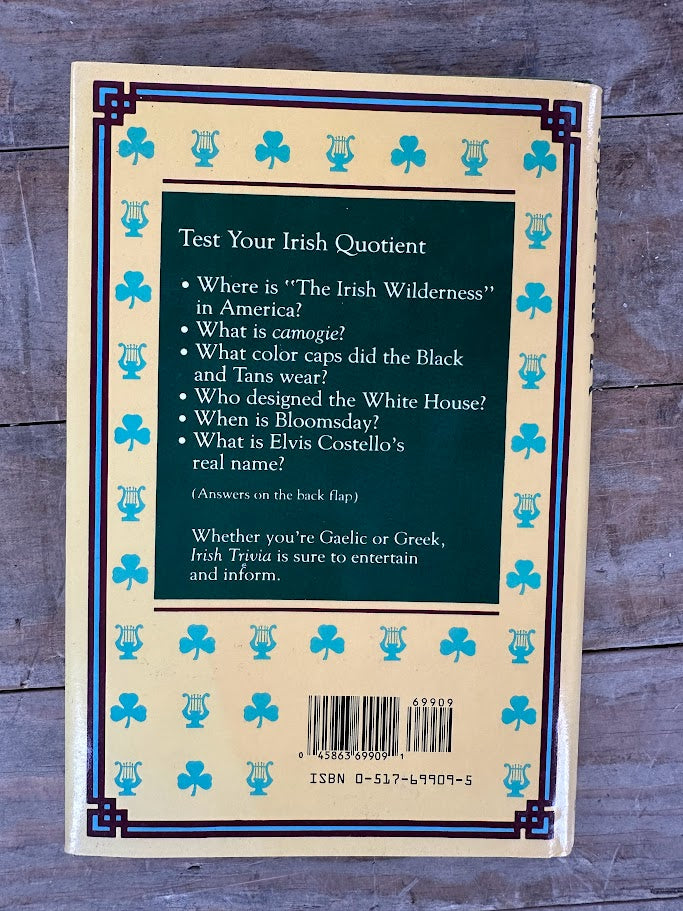 Test Your Irish Quotient
• Where is "The Irish Wilderness"
in America?
• What is camogie?
• What color caps did the Black
and Tans wear?
• Who designed the White House?
• When is Bloomsday?
• What is Elvis Costello's
real name?
(Answers on the back flap)
Whether you're Gaelic or Greek,
Irish Trivia is sure to entertain
and inform.
69909
0 45863 69909 1
ISBN 0-517-69909-5